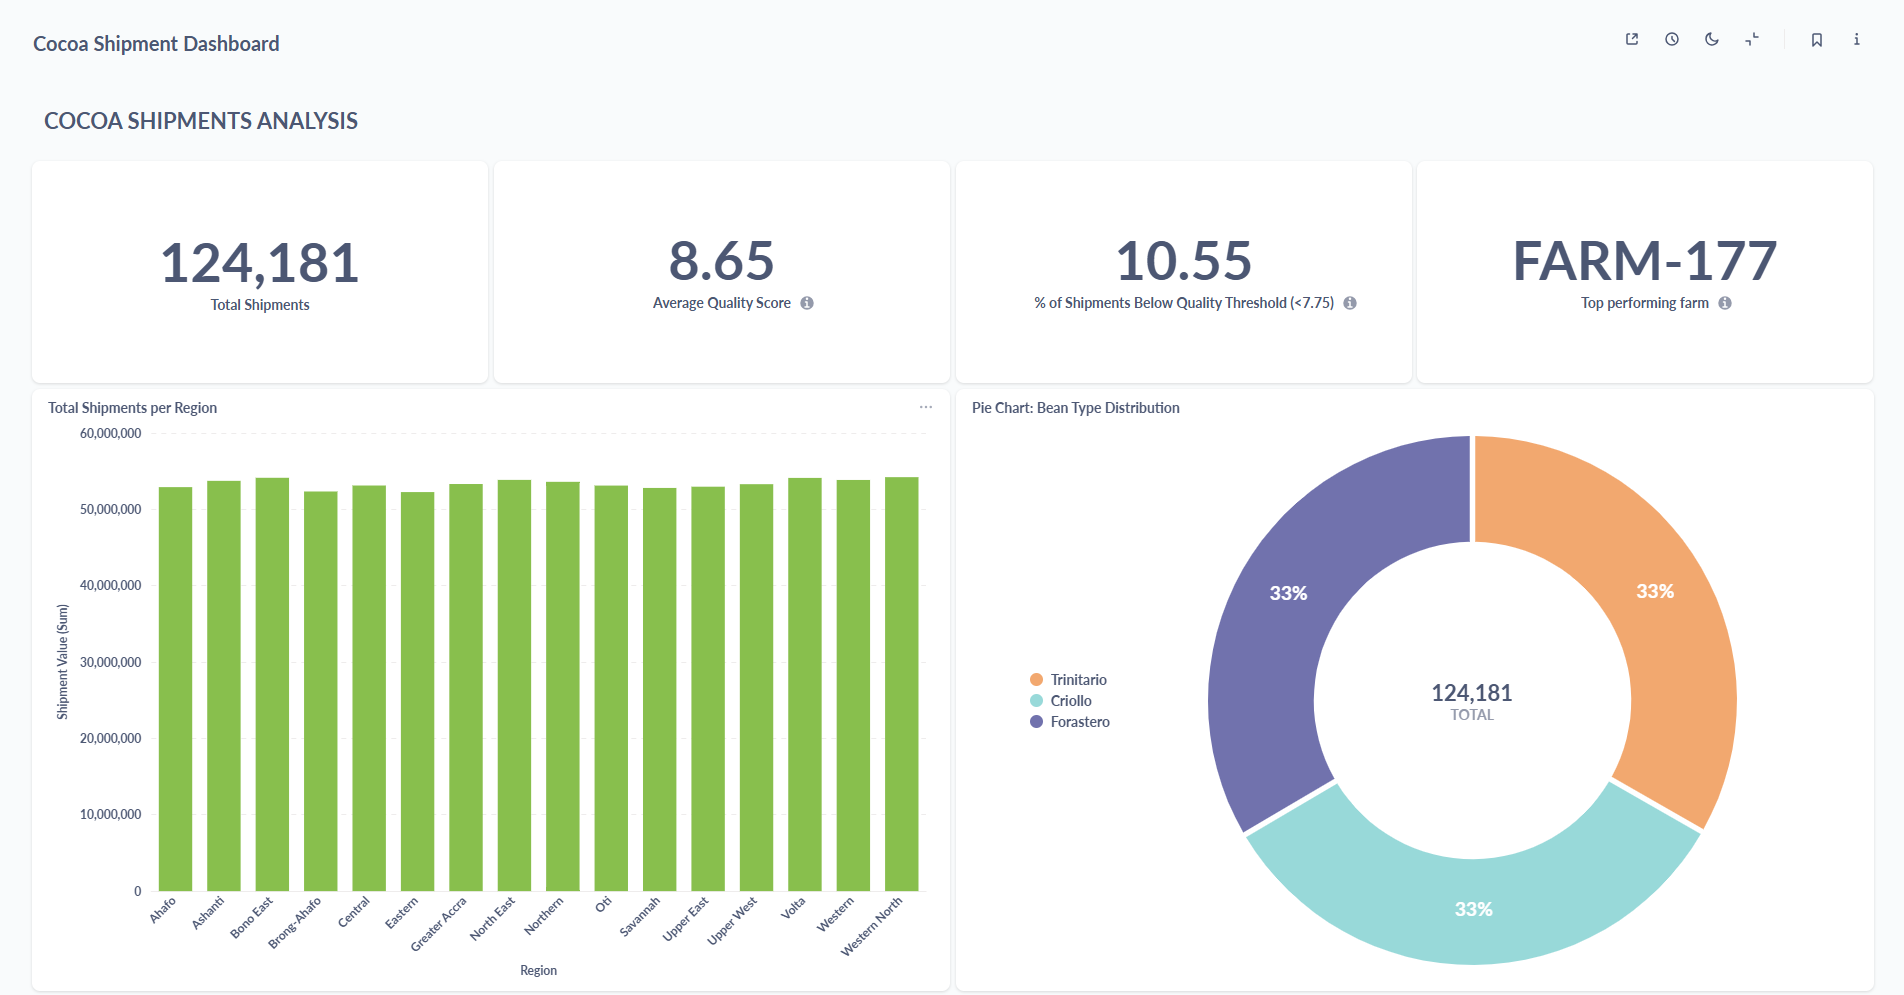 Cocoa Shipment Dashboard
COCOA SHIPMENTS ANALYSIS
124,181
Total Shipments
8.65
Average Quality Score
10.55
% of Shipments Below Quality Threshold (<7.75)
FARM-177
Top performing farm
Total Shipments per Region
60,000,000
50,000,000
40,000,000
30,000,000
20,000,000
10,000,000
0
Shipment Value (Sum)
Ahafo
Ashanti
Bono East
Brong-Ahafo
Central
Eastern
Greater Accra
North East
Northern
Oti
Savannah
Upper East
Upper West
Volta
Western
Western North
Region
Pie Chart: Bean Type Distribution
Trinitario
Criollo
Forastero
33%
33%
33%
124,181
TOTAL